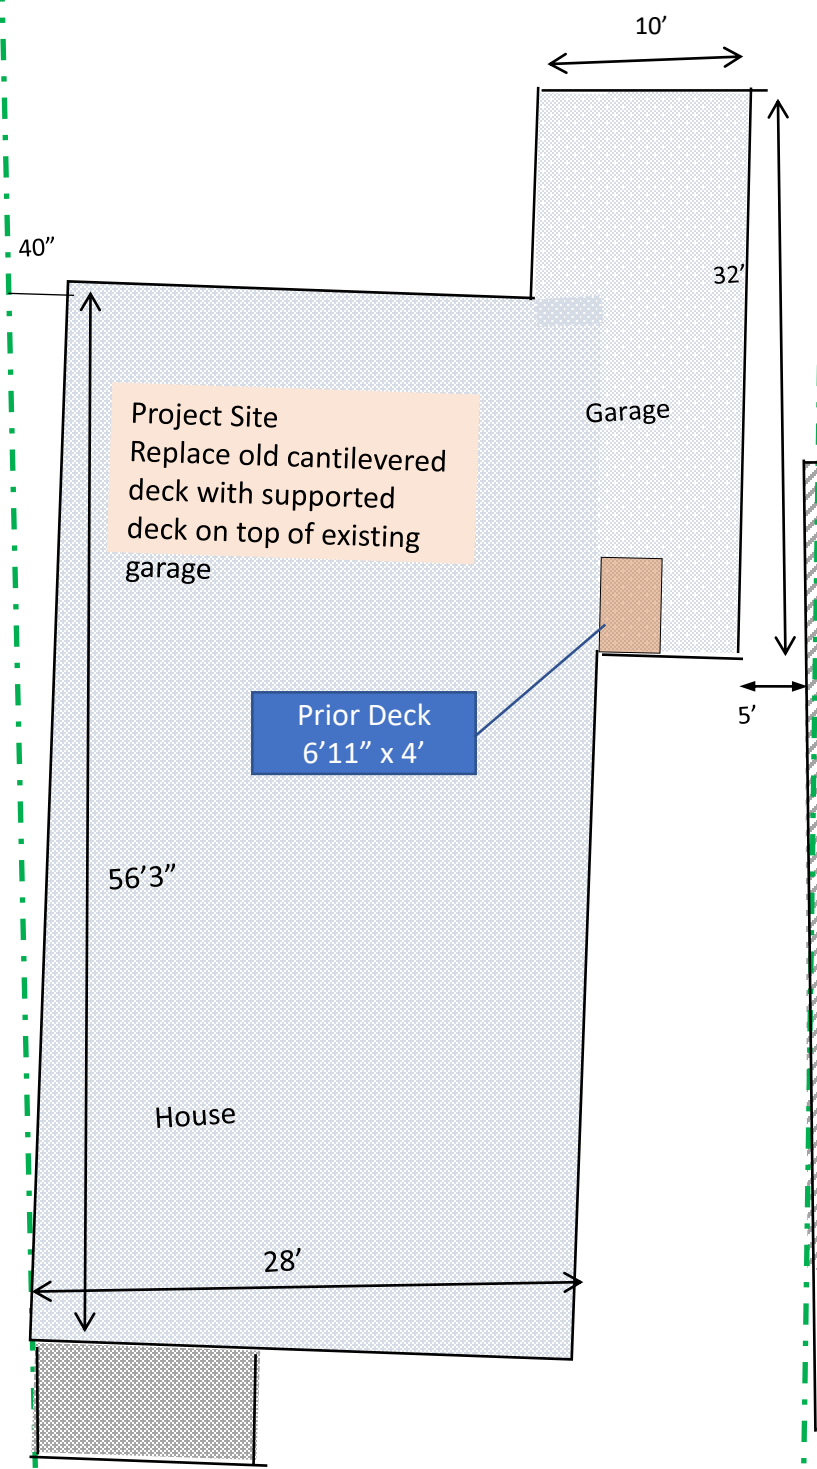 10’
40”
32’
Project Site
Replace old cantilevered
deck with supported
deck on top of existing
garage
Garage
Prior Deck
6’11” x 4’
5’
56’3”
House
28’